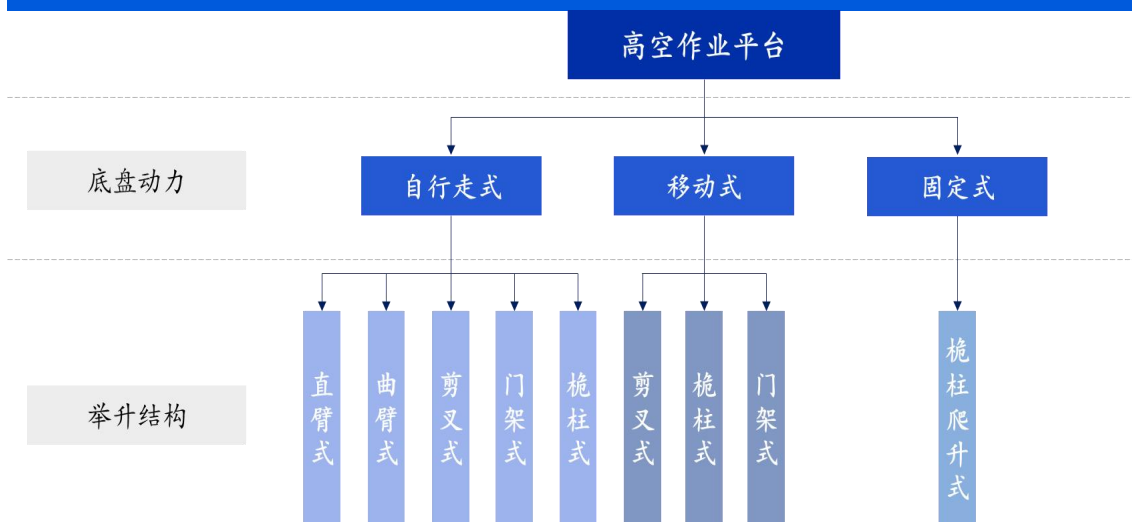 高空作业平台
底盘动力
自行走式
移动式
固定式
举升结构
直臂式
曲臂式
剪叉式
门架式
桅柱式
剪叉式
桅柱式
门架式
桅柱爬升式